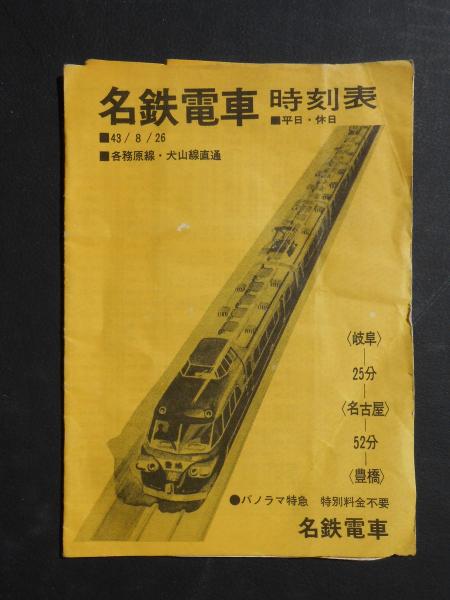 名鉄電車 時刻表
■平日・休日
■43/8/26
■各務原線・犬山線直通
〈岐阜〉
25分
〈名古屋〉
52分
〈豊橋〉
豊橋
●パノラマ特急 特別料金不要
名鉄電車